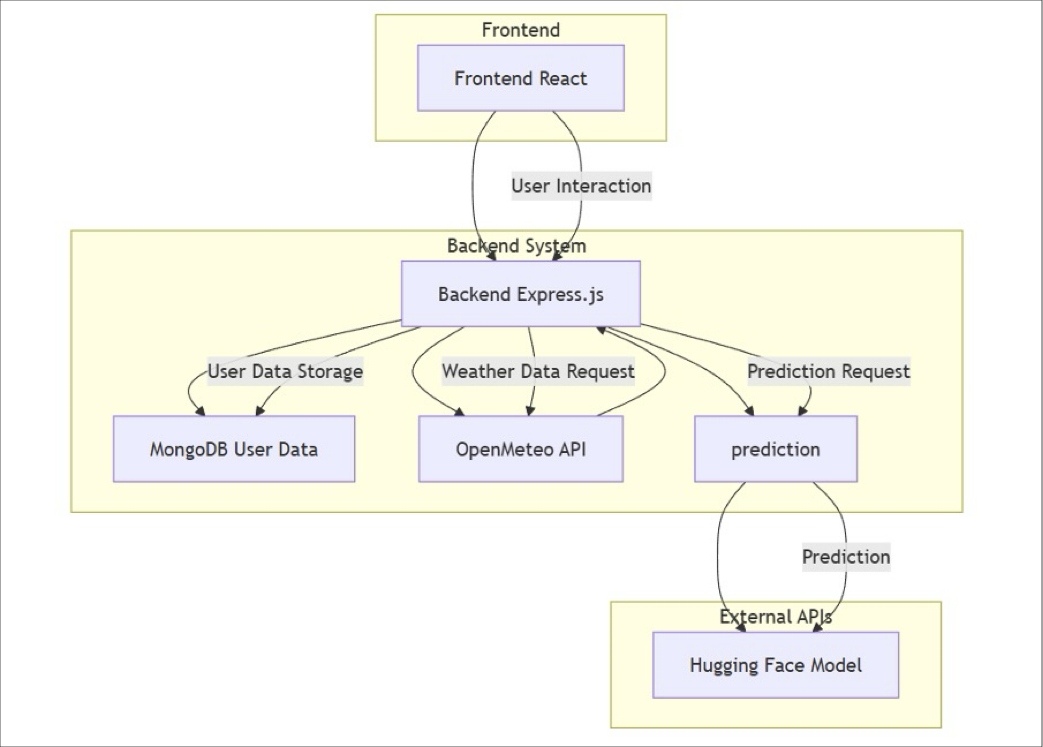 Frontend
Frontend React
User Interaction
Backend System
Backend Express.js
User Data Storage
Weather Data Request
Prediction Request
MongoDB User Data
OpenMeteo API
prediction
Prediction
External APIs
Hugging Face Model